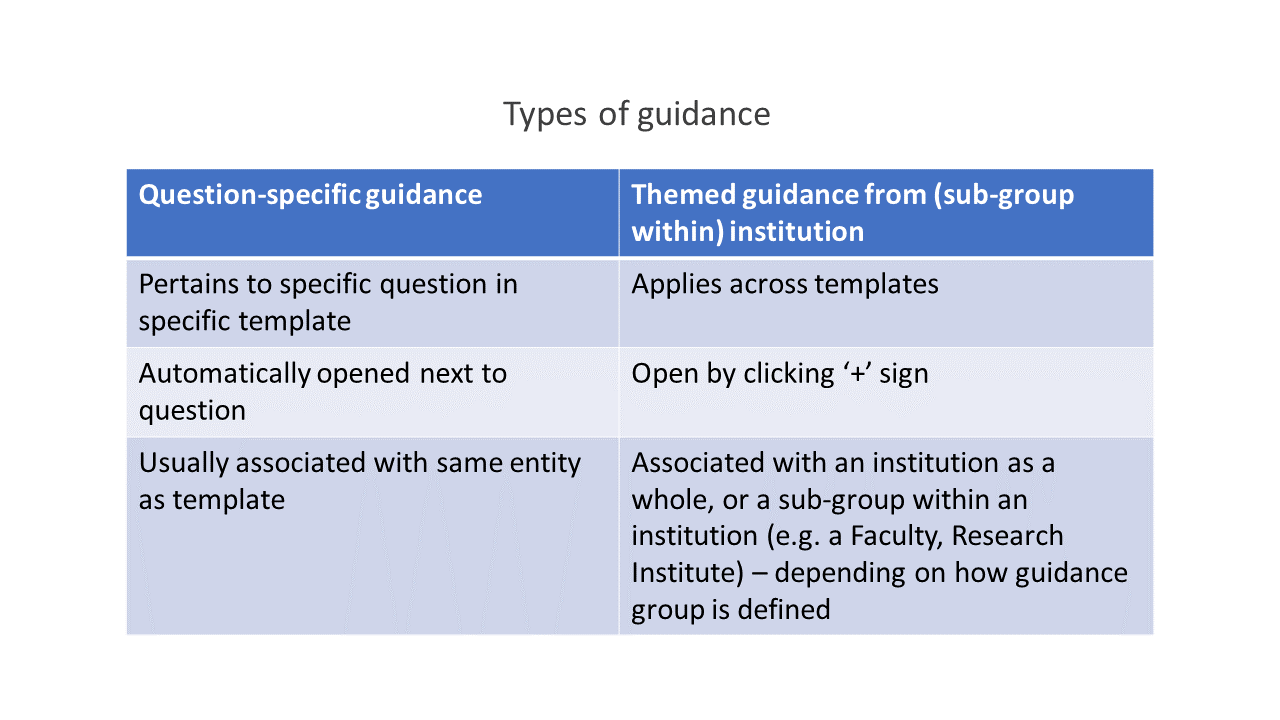 Types of guidance
Question-specific guidance
Themed guidance from (sub-group
within) institution
Pertains to specific question in
specific template
Applies across templates
Automatically opened next to
question
Open by clicking ‘+’ sign
Usually associated with same entity
as template
Associated with an institution as a
whole, or a sub-group within an
institution (e.g. a Faculty, Research
Institute) – depending on how guidance
group is defined